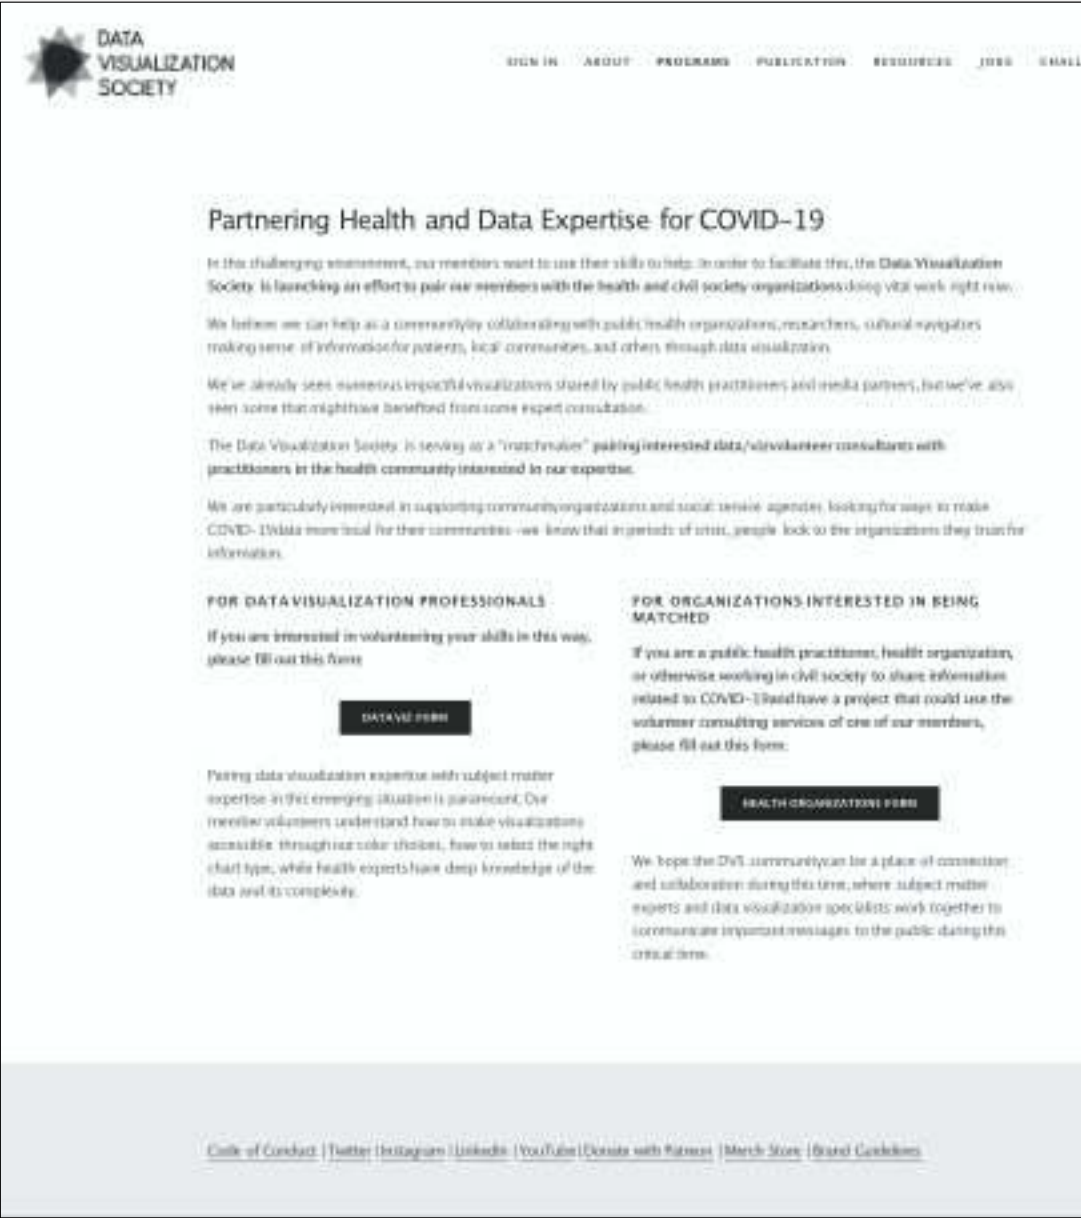 DATA
VISUALIZATION
SOCIETY
SIGN IN ABOUT PROGRAMS PUBLICATION RESOURCES JOBS CHALL
Partnering Health and Data Expertise for COVID-19
In this challenging environment, our members want to use their skills to help. In order to facilitate this, the Data Visualization
Society is launching an effort to pair our members with the health and civil society organizations doing vital work right now.
We believe we can help as a community by collaborating with public health organizations, researchers, cultural navigators
making sense of information for patients, local communities, and others through data visualization.
We've already seen numerous impactful visualizations shared by public health practitioners and media partners, but we've also
seen some that might have benefited from some expert consultation.
The Data Visualization Society is serving as a "matchmaker" pairing interested data/viz volunteer consultants with
practitioners in the health community interested in our expertise.
We are particularly interested in supporting community organizations and social service agencies looking for ways to make
COVID-19 data more local for their communities - we know that in periods of crisis, people look to the organizations they trust for
information.
FOR DATA VISUALIZATION PROFESSIONALS
If you are interested in volunteering your skills in this way,
please fill out this form
DATA VIZ FORM
Pairing data visualization expertise with subject matter
expertise in this emerging situation is paramount. Our
member volunteers understand how to make visualizations
accessible through our color choices, how to select the right
chart type, while health experts have deep knowledge of the
data and its complexity.
FOR ORGANIZATIONS INTERESTED IN BEING
MATCHED
If you are a public health practitioner, health organization,
or otherwise working in civil society to share information
related to COVID-19 and have a project that could use the
volunteer consulting services of one of our members,
please fill out this form.
HEALTH ORGANIZATIONS FORM
We hope the DVS community can be a place of connection
and collaboration during this time, where subject matter
experts and data visualization specialists work together to
communicate important messages to the public during this
critical time.
Code of Conduct | Twitter | Instagram | LinkedIn | YouTube | Donate with Patreon | Merch Store | Brand Guidelines